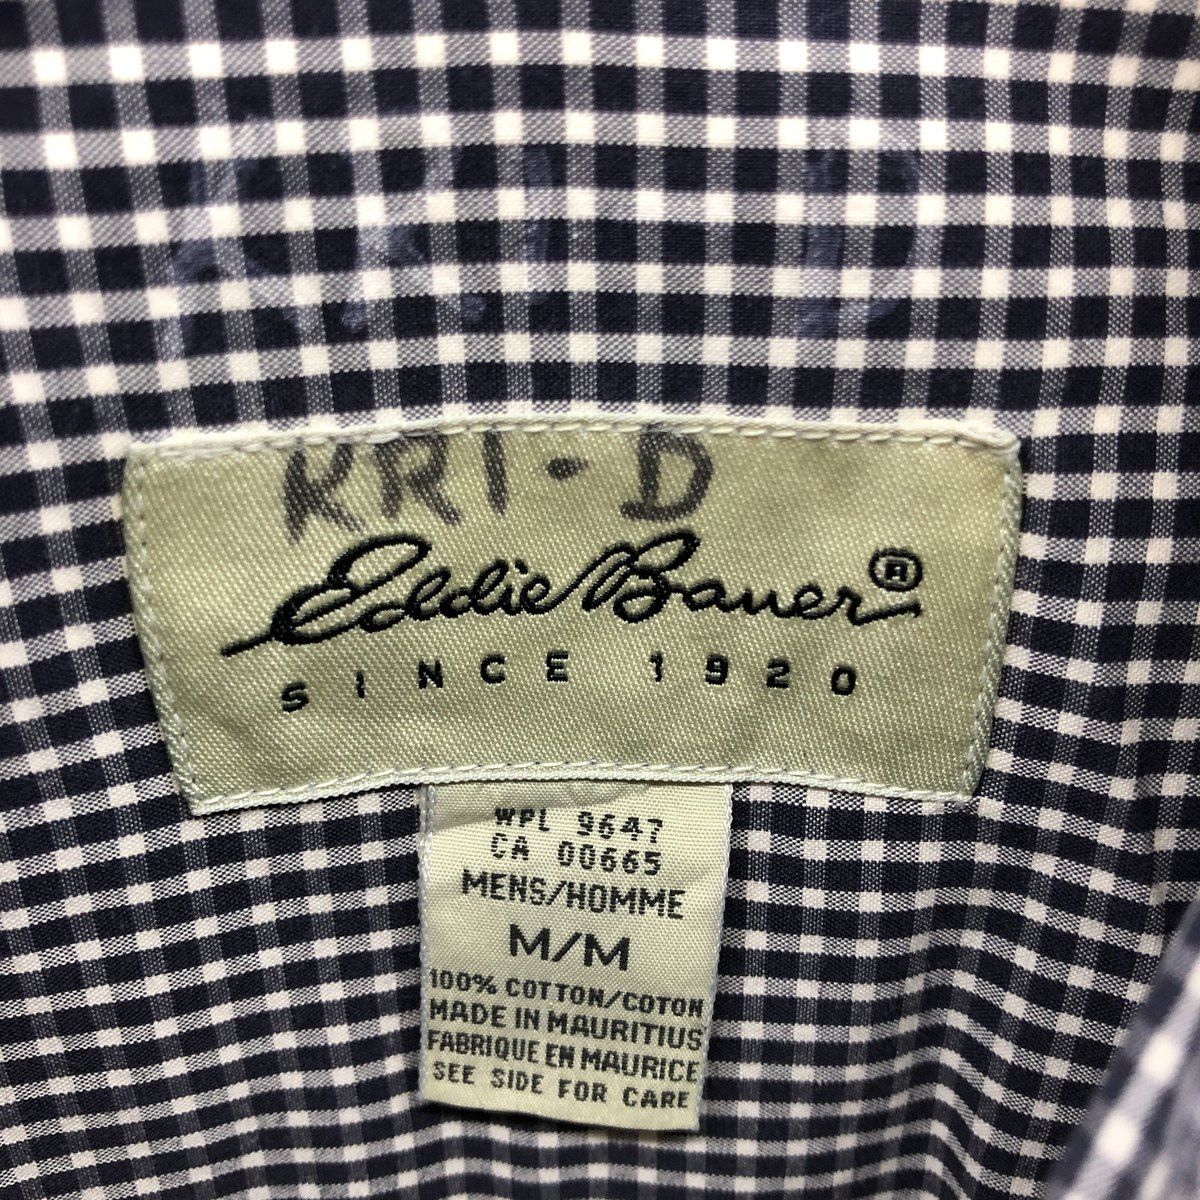 KRI-D
Eddie Bauer®
SINCE 1920
WPL 9647
CA 00665
MENS/HOMME
M/M
100% COTTON/COTON
MADE IN MAURITIUS
FABRIQUE EN MAURICE
SEE SIDE FOR CARE